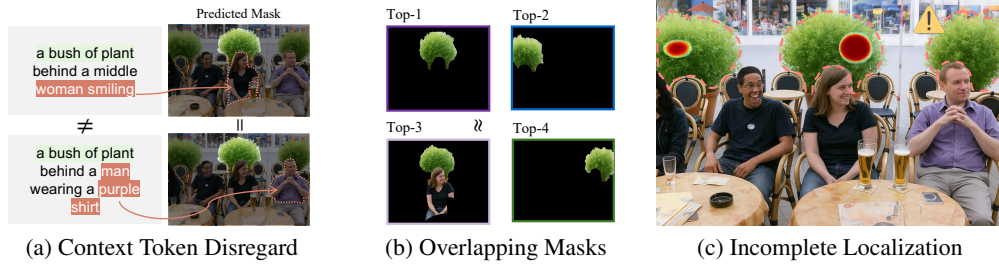 Predicted Mask
a bush of plant
behind a middle
woman smiling
≠
=
a bush of plant
behind a man
wearing a purple
shirt
(a) Context Token Disregard
Top-1
Top-2
Top-3
≈
Top-4
(b) Overlapping Masks
!
(c) Incomplete Localization